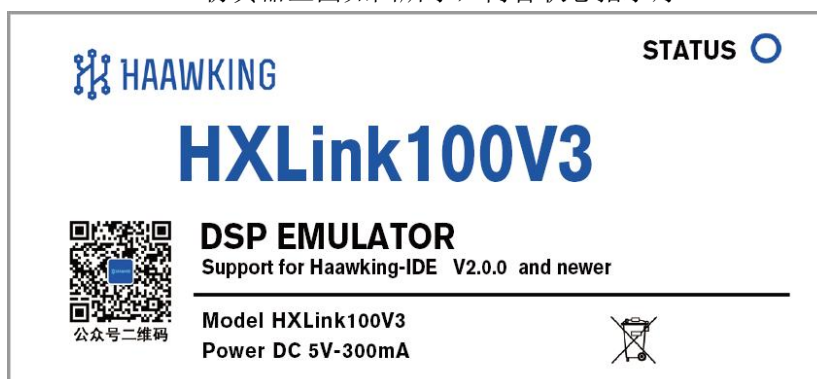 STATUS
HAAWKING
HXLink100V3
DSP EMULATOR
Support for Haawking-IDE V2.0.0 and newer
公众号二维码
Model HXLink100V3
Power DC 5V-300mA